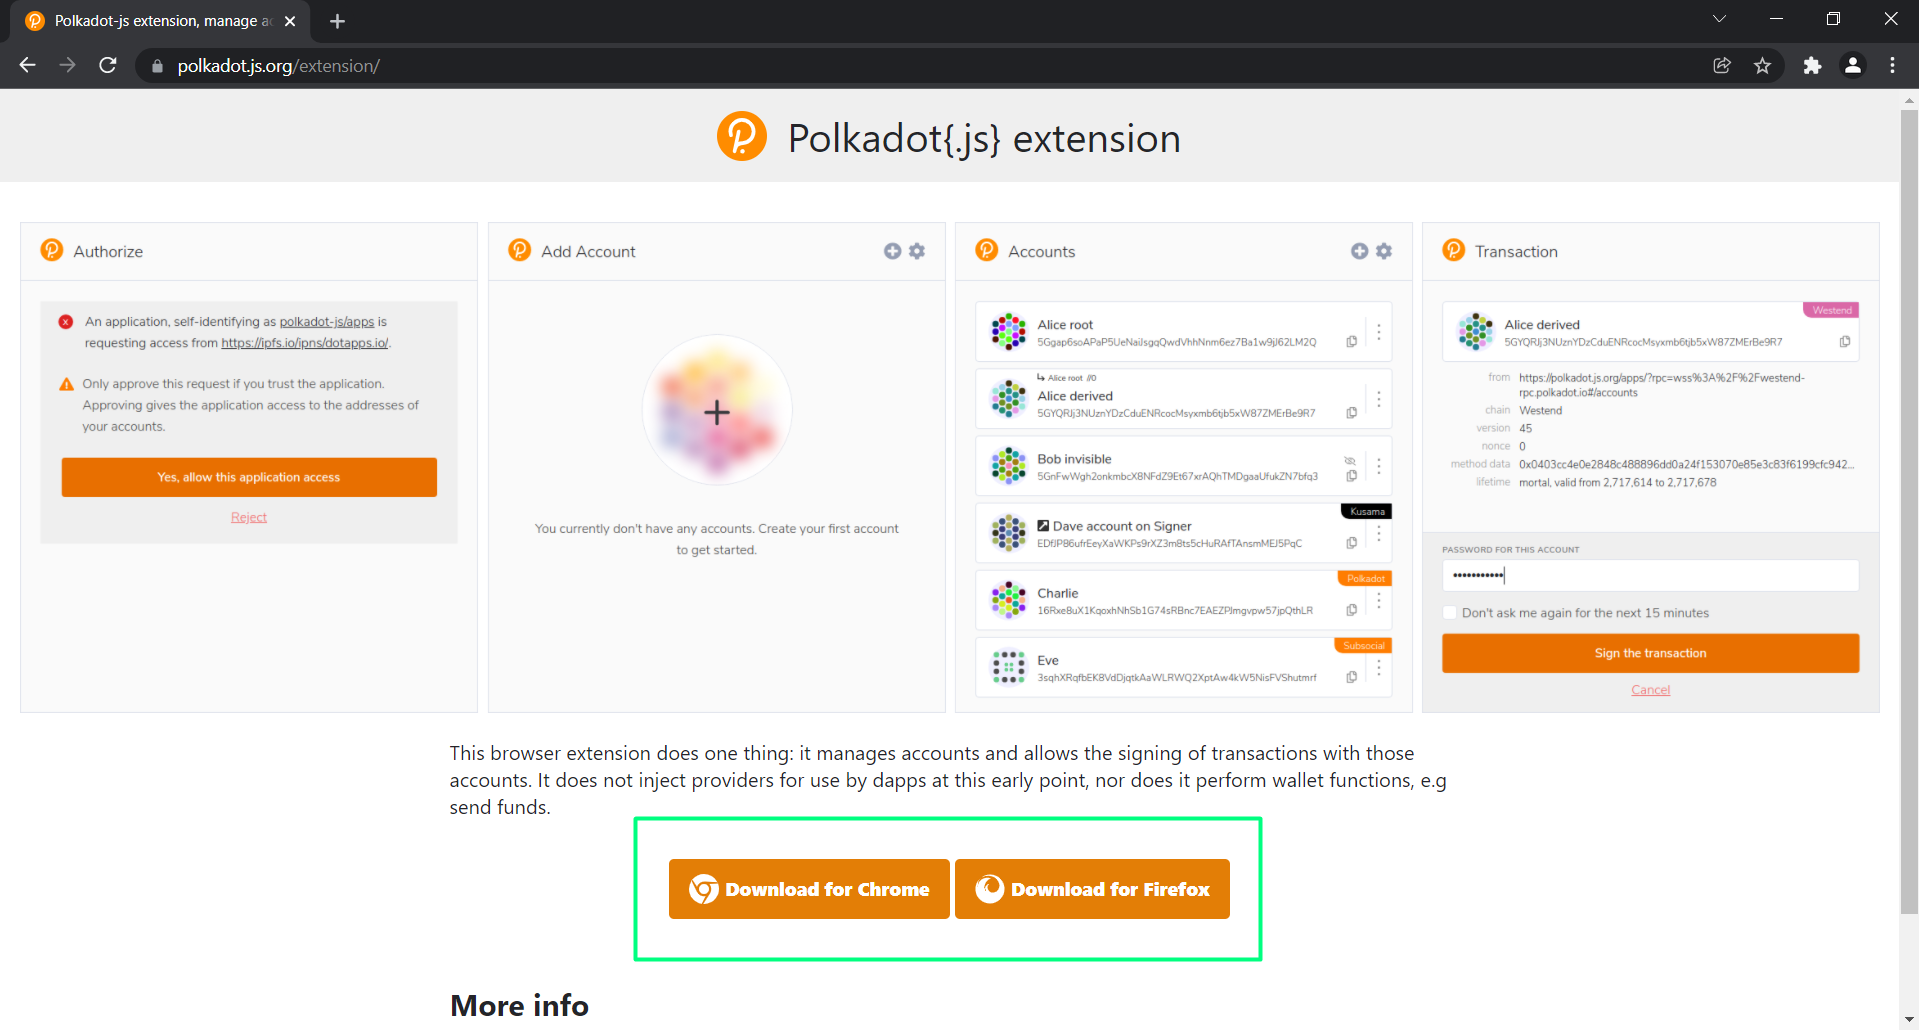 Polkadot-js extension, manage ac
polkadot.js.org/extension/
Polkadot{.js} extension
Authorize
An application, self-identifying as polkadot-js/apps is
requesting access from https://ipfs.io/ipns/dotapps.io/.
Only approve this request if you trust the application.
Approving gives the application access to the addresses of
your accounts.
Yes, allow this application access
Reject
Add Account
You currently don't have any accounts. Create your first account
to get started.
Accounts
Alice root
5Ggap6soAPaP5UeNaiJsgqQwdVhhNnm6ez7Ba1w9jJ62LM2Q
Alice root //0
Alice derived
5GYQRJj3NUznYDzCduENRcocMsyxmb6tjb5xW87ZMErBe9R7
Bob invisible
5GnFwWgh2onkmbcX8NFdZ9Et67xrAQhTMDgaaUfukZN7bfq3
Kusama
Dave account on Signer
EDfJP86ufrEeyXaWKPs9rXZ3m8ts5cHuRAfTAnsmMEJ5PqC
Polkadot
Charlie
16Rxe8uX1KqoxhNhSb1G74sRBnc7EAEZPJmgvpw57jpQthLR
Subsocial
Eve
3sqhXRqfbEK8VdDjqtkAaWLRWQ2XptAw4kW5NisFVShutmrf
Transaction
Westend
Alice derived
5GYQRJj3NUznYDzCduENRcocMsyxmb6tjb5xW87ZMErBe9R7
from https://polkadot.js.org/apps/?rpc=wss%3A%2F%2Fwestend-
rpc.polkadot.io#/accounts
chain Westend
version 45
nonce 0
method data 0x0403cc4e0e2848c488896dd0a24f153070e85e3c83f6199cfc942...
lifetime mortal, valid from 2,717,614 to 2,717,678
PASSWORD FOR THIS ACCOUNT
•••••••••••
Don't ask me again for the next 15 minutes
Sign the transaction
Cancel
This browser extension does one thing: it manages accounts and allows the signing of transactions with those
accounts. It does not inject providers for use by dapps at this early point, nor does it perform wallet functions, e.g
send funds.
Download for Chrome
Download for Firefox
More info